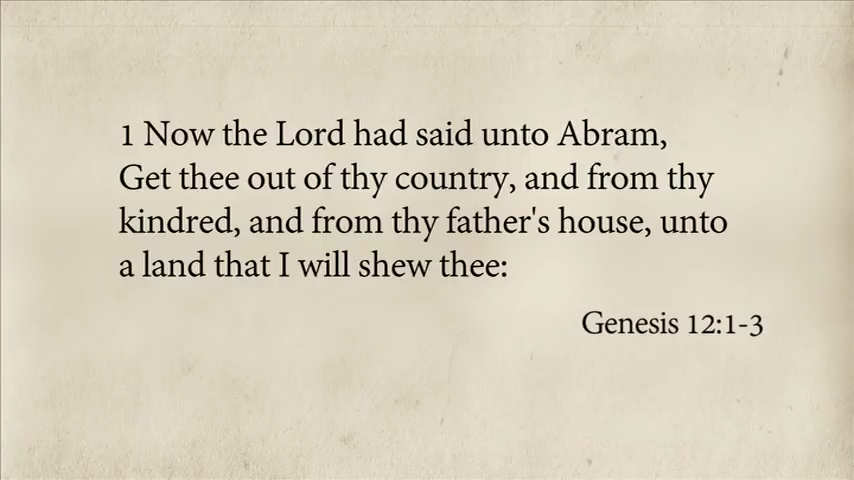 1 Now the Lord had said unto Abram,
Get thee out of thy country, and from thy
kindred, and from thy father's house, unto
a land that I will shew thee:
Genesis 12:1-3